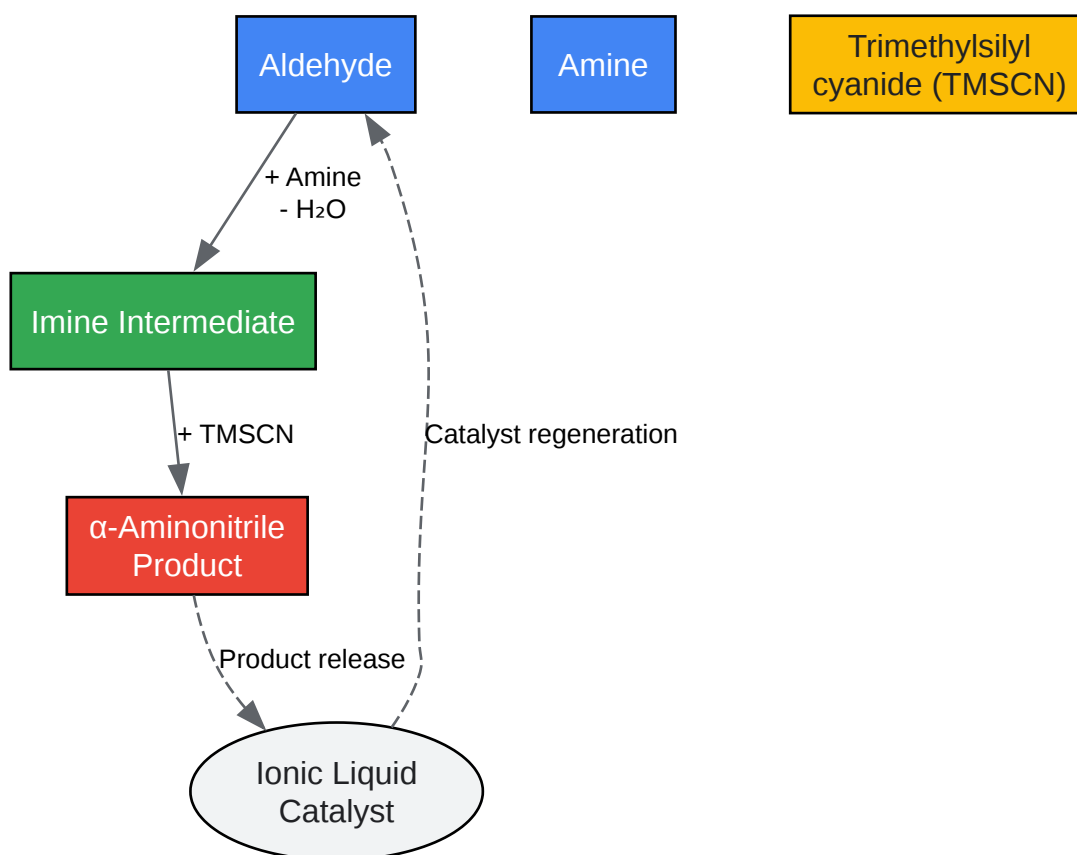 Aldehyde
Amine
Trimethylsilyl
cyanide (TMSCN)
+ Amine
- H₂O
Imine Intermediate
+ TMSCN
Catalyst regeneration
α-Aminonitrile
Product
Product release
Ionic Liquid
Catalyst